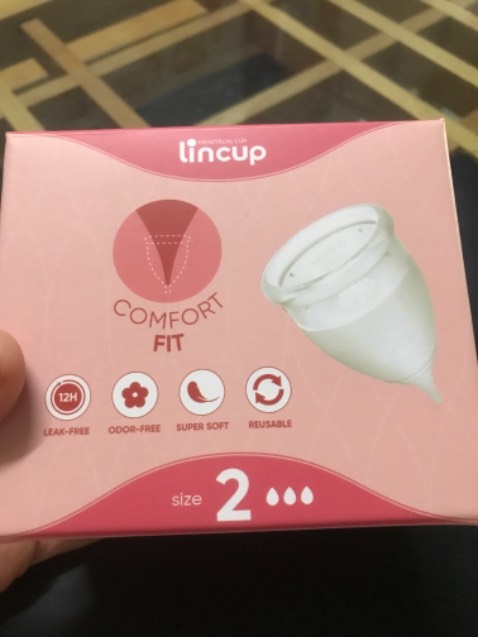 MENSTRUAL CUP
lincup
COMFORT
FIT
12H
LEAK-FREE
ODOR-FREE
SUPER SOFT
REUSABLE
size 2